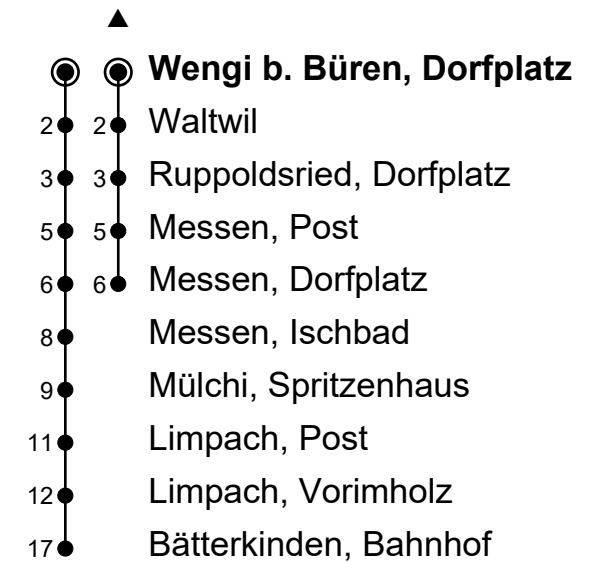 ▲
Wengi b. Büren, Dorfplatz
2 2 Waltwil
3 3 Ruppoldsried, Dorfplatz
5 5 Messen, Post
6 6 Messen, Dorfplatz
8 Messen, Ischbad
9 Mülchi, Spritzenhaus
11 Limpach, Post
12 Limpach, Vorimholz
17 Bätterkinden, Bahnhof